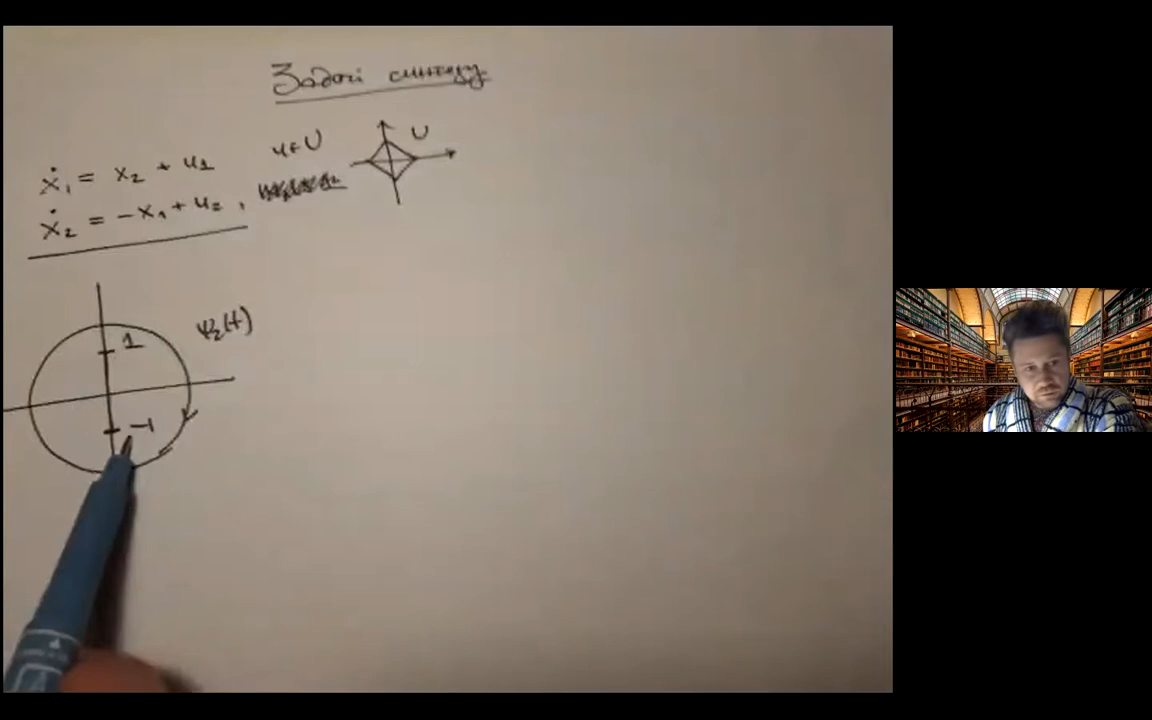 Задачі синтезу
ẋ₁ = x₂ + u₁
u ∈ U
U
ẋ₂ = -x₁ + u₂,
ψ₂(t)
1
-1